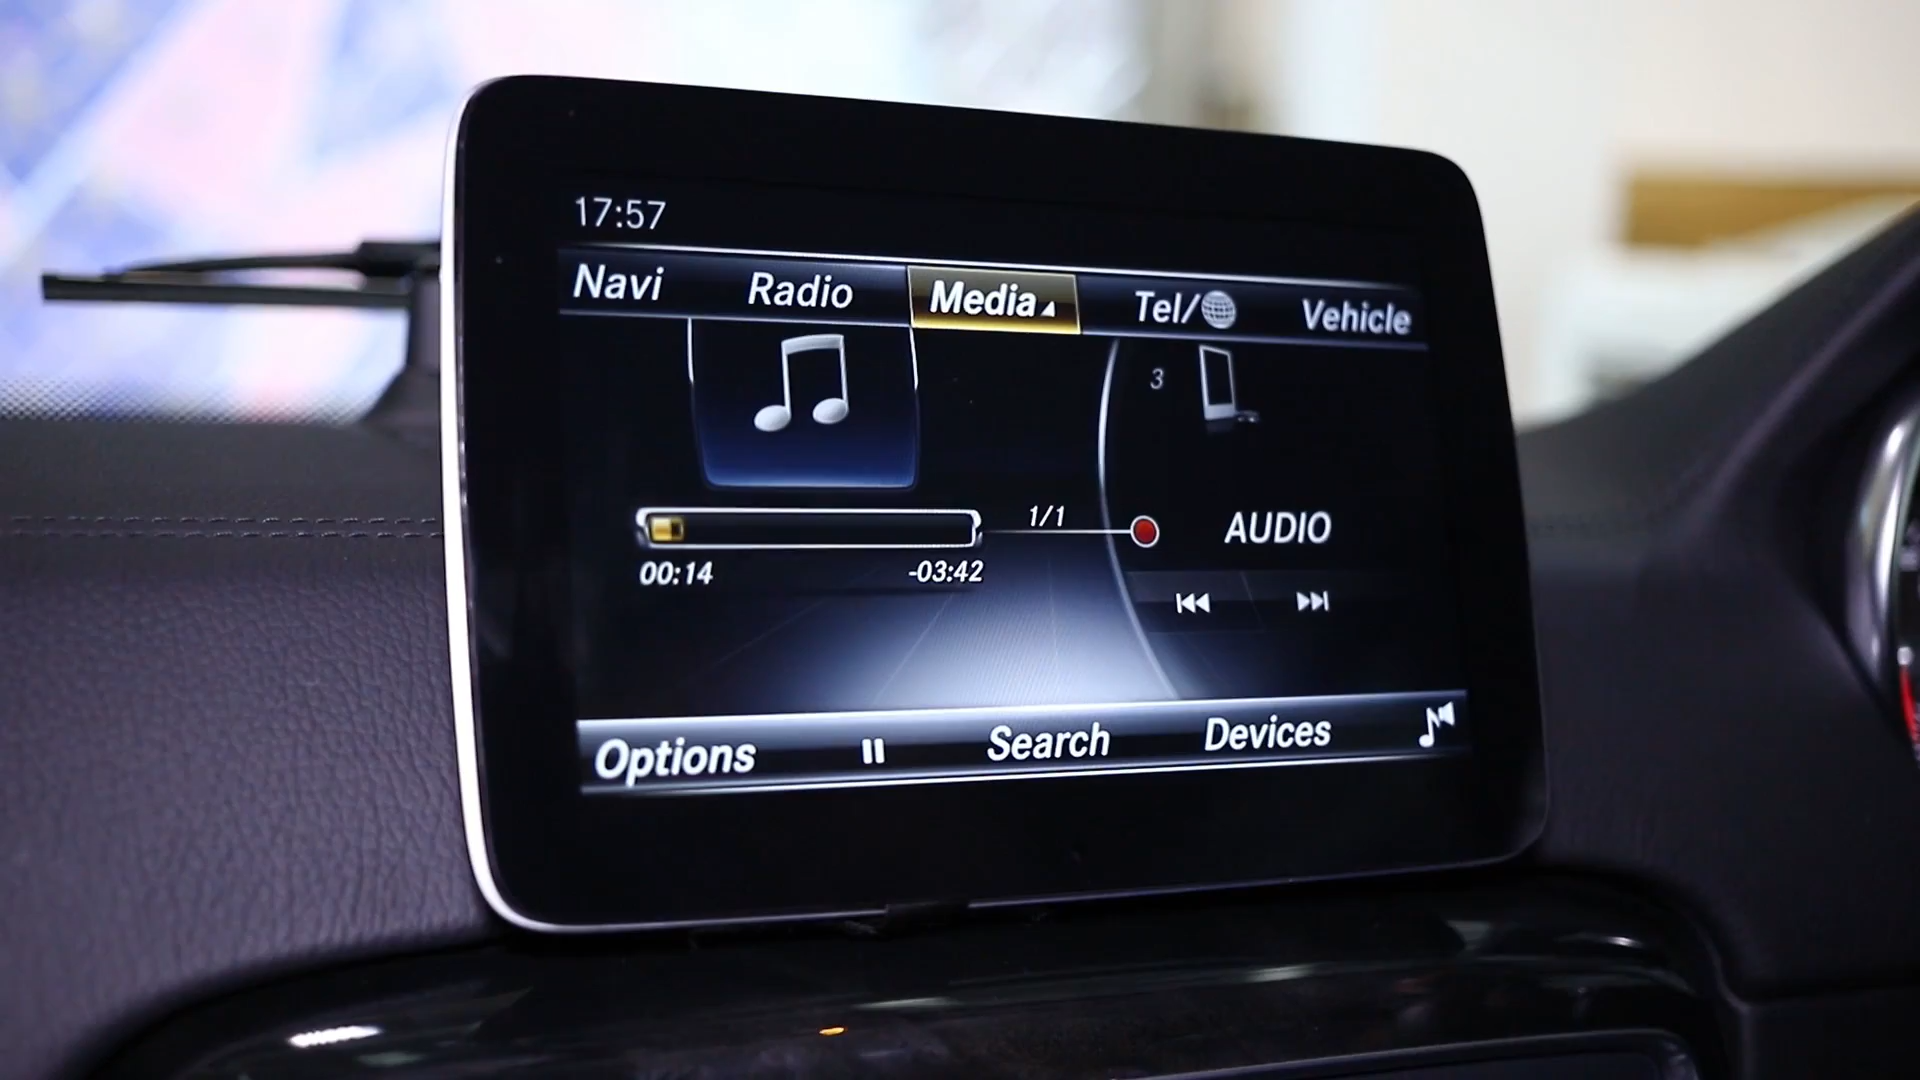 17:57
Navi Radio Media Tel/ Vehicle
3
1/1 AUDIO
00:14 -03:42
Options Search Devices